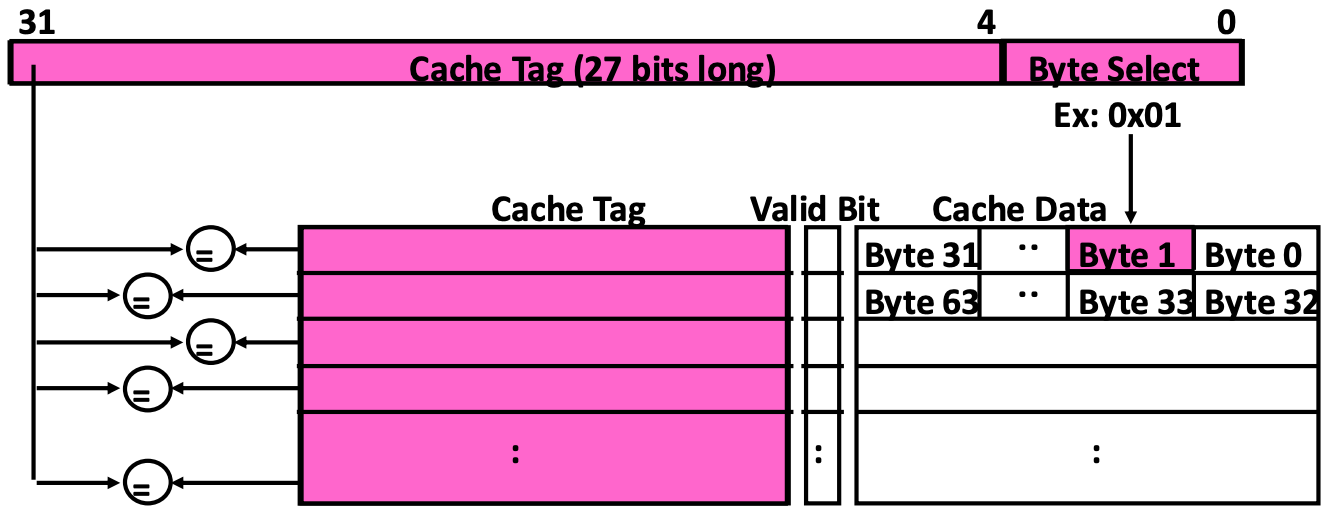 31 4 0
Cache Tag (27 bits long) Byte Select
Ex: 0x01
Cache Tag Valid Bit Cache Data
= Byte 31 .. Byte 1 Byte 0
= Byte 63 .. Byte 33 Byte 32
=
=
: : :
=